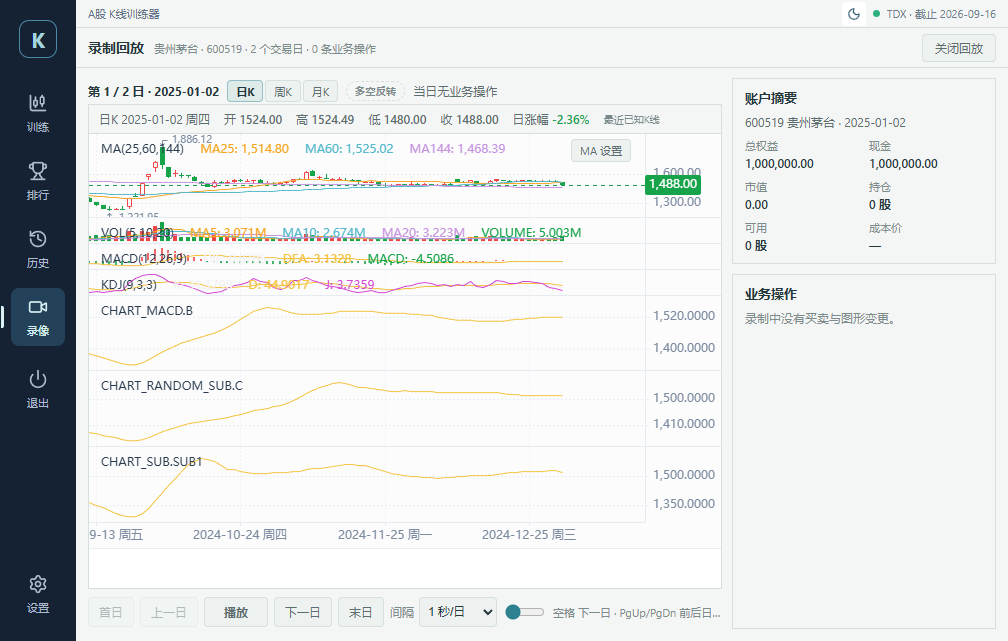 K
训练
排行
历史
录像
退出
设置
A股 K线训练器
TDX · 截止 2026-09-16
录制回放 贵州茅台 · 600519 · 2 个交易日 · 0 条业务操作
关闭回放
第 1 / 2 日 · 2025-01-02 日K 周K 月K 多空反转 当日无业务操作
日K 2025-01-02 周四 开 1524.00 高 1524.49 低 1480.00 收 1488.00 日涨幅 -2.36% 最近已知K线
1,886.12
MA(25,60,144) MA25: 1,514.80 MA60: 1,525.02 MA144: 1,468.39
MA 设置
1,600.00
1,488.00
1,300.00
1,221.95
VOL(5,10,20) MA5: 3.071M MA10: 2.674M MA20: 3.223M VOLUME: 5.003M
MACD(12,26,9) DEA: 3.1328 MACD: -4.5086
KDJ(9,3,3) J: 3.7359
CHART_MACD.B
1,520.0000
1,400.0000
CHART_RANDOM_SUB.C
1,500.0000
1,410.0000
CHART_SUB.SUB1
1,500.0000
1,350.0000
9-13 周五 2024-10-24 周四 2024-11-25 周一 2024-12-25 周三
首日 上一日 播放 下一日 末日 间隔 1 秒/日 空格 下一日 · PgUp/PgDn 前后日...
账户摘要
600519 贵州茅台 · 2025-01-02
总权益 现金
1,000,000.00 1,000,000.00
市值 持仓
0.00 0 股
可用 成本价
0 股 —
业务操作
录制中没有买卖与图形变更。